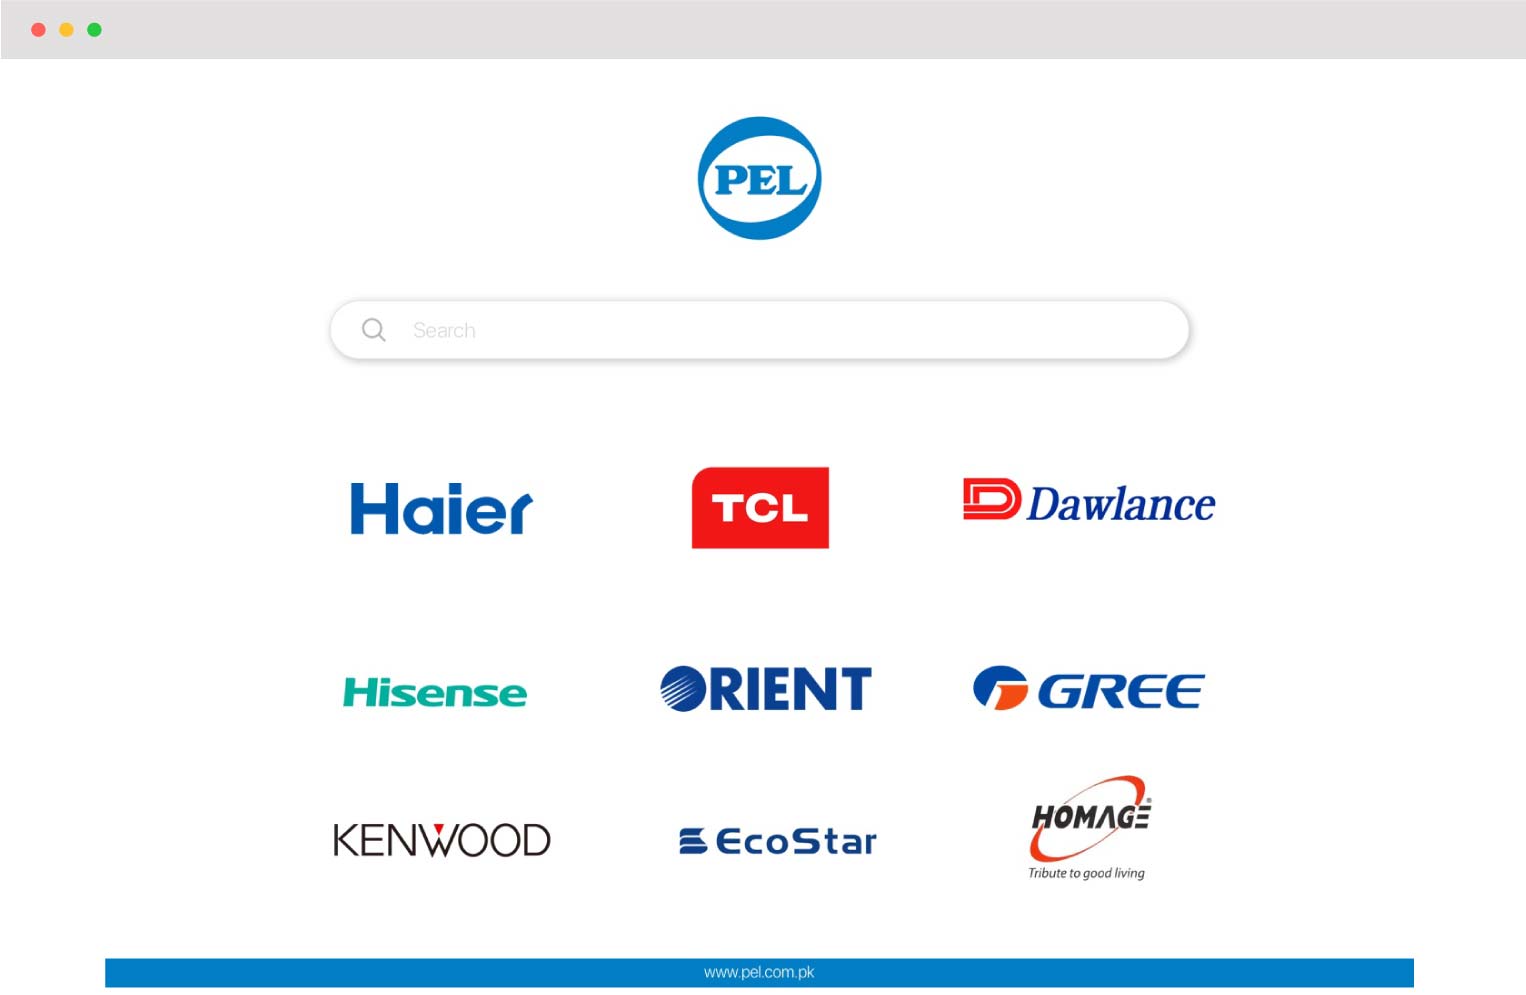 PEL
Search
Haier
TCL
Dawlance
Hisense
ORIENT
GREE
KENWOOD
EcoStar
HOMAGE®
Tribute to good living
www.pel.com.pk